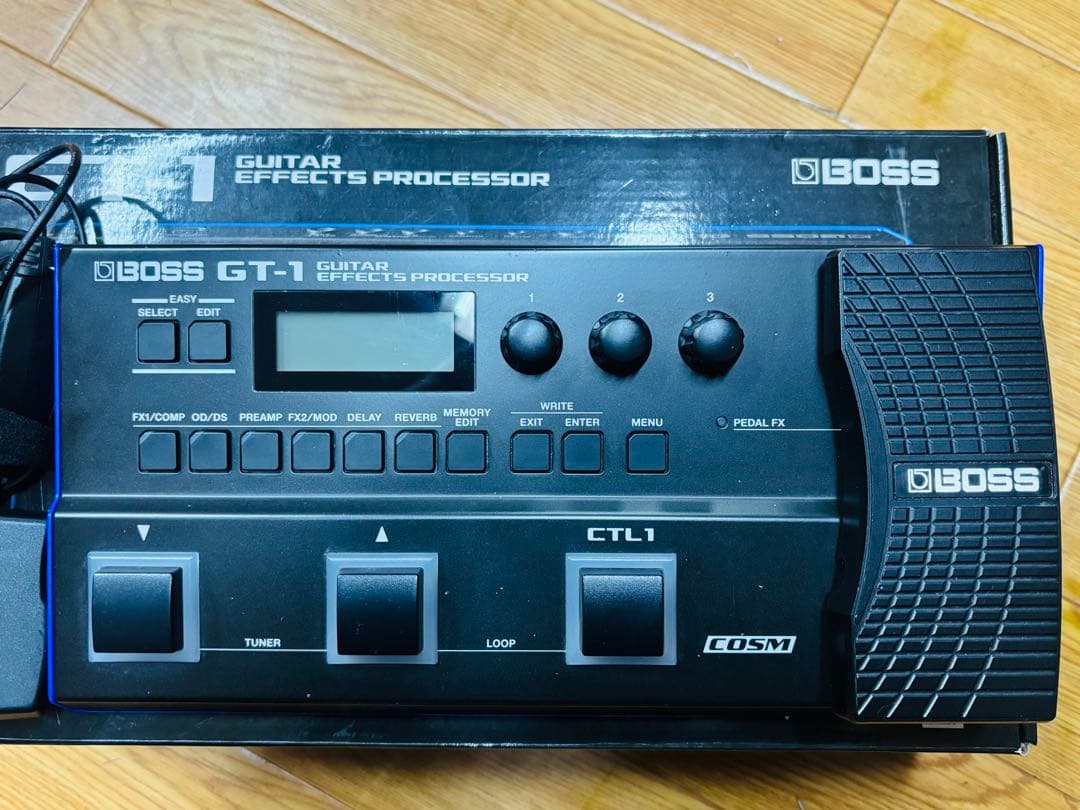 GT-1 GUITAR
EFFECTS PROCESSOR
BOSS
BOSS GT-1 GUITAR
EFFECTS PROCESSOR
EASY
SELECT EDIT
1 2 3
FX1/COMP OD/DS PREAMP FX2/MOD DELAY REVERB MEMORY
EDIT
WRITE
EXIT ENTER MENU
PEDAL FX
BOSS
▼ ▲ CTL1
TUNER LOOP
COSM